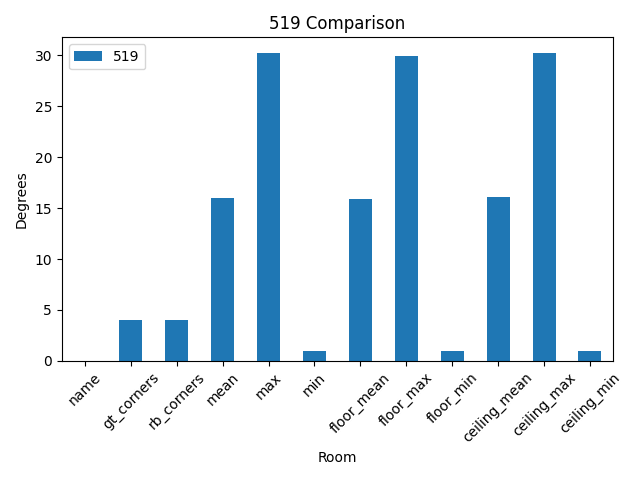 519 Comparison
519
Degrees
30
25
20
15
10
5
0
name
gt_corners
rb_corners
mean
max
min
floor_mean
floor_max
floor_min
ceiling_mean
ceiling_max
ceiling_min
Room